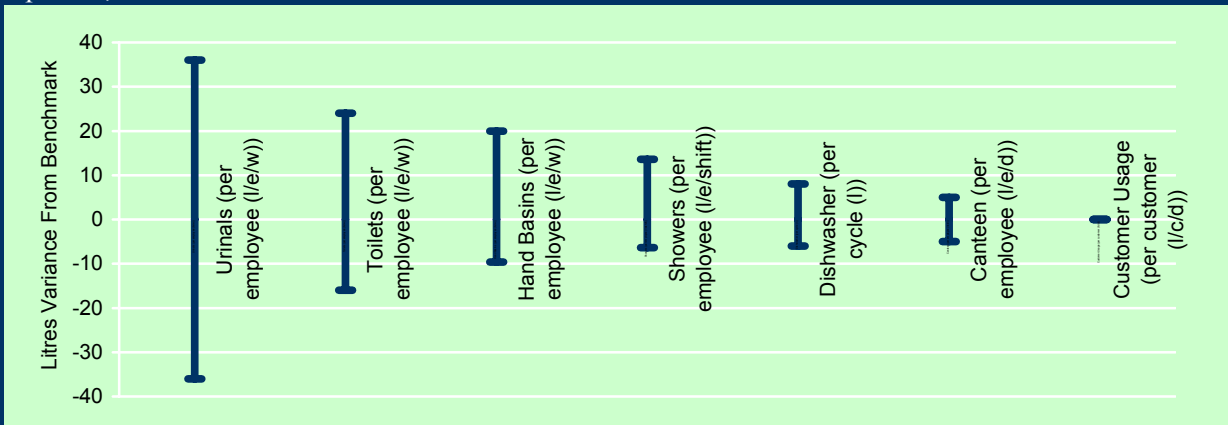 40
30
20
10
0
-10
-20
-30
-40
Litres Variance From Benchmark
Urinals (per
employee (l/e/w))
Toilets (per
employee (l/e/w))
Hand Basins (per
employee (l/e/w))
Showers (per
employee (l/e/shift))
Dishwasher (per
cycle (l))
Canteen (per
employee (l/e/d))
Customer Usage
(per customer
(l/c/d))